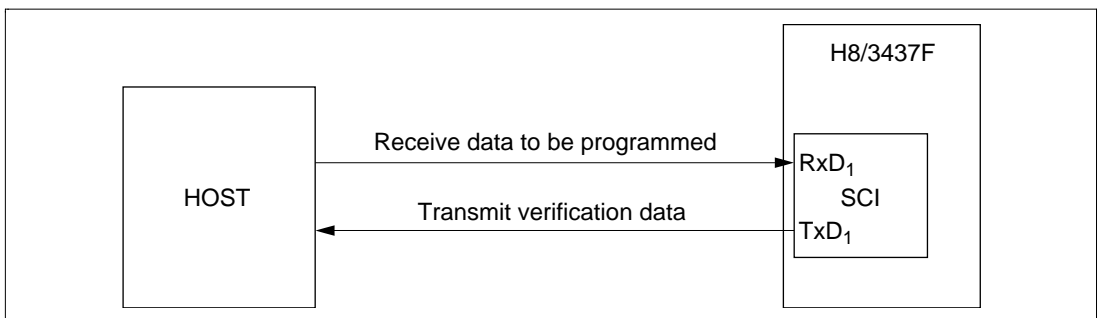 H8/3437F
Receive data to be programmed
RxD1
HOST
SCI
Transmit verification data
TxD1